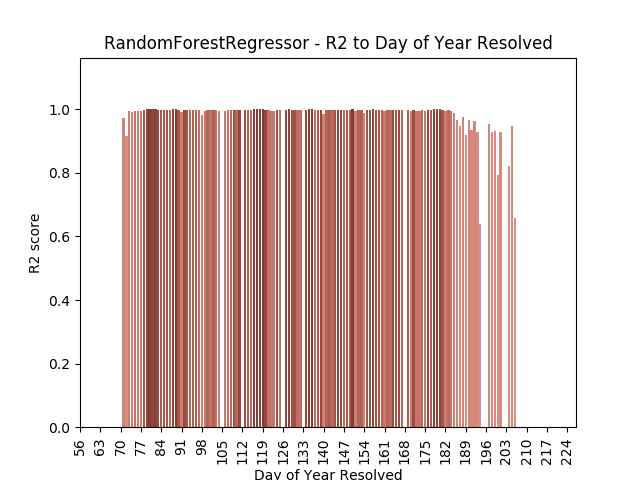 RandomForestRegressor - R2 to Day of Year Resolved
R2 score
1.0
0.8
0.6
0.4
0.2
0.0
56 63 70 77 84 91 98 105 112 119 126 133 140 147 154 161 168 175 182 189 196 203 210 217 224
Day of Year Resolved